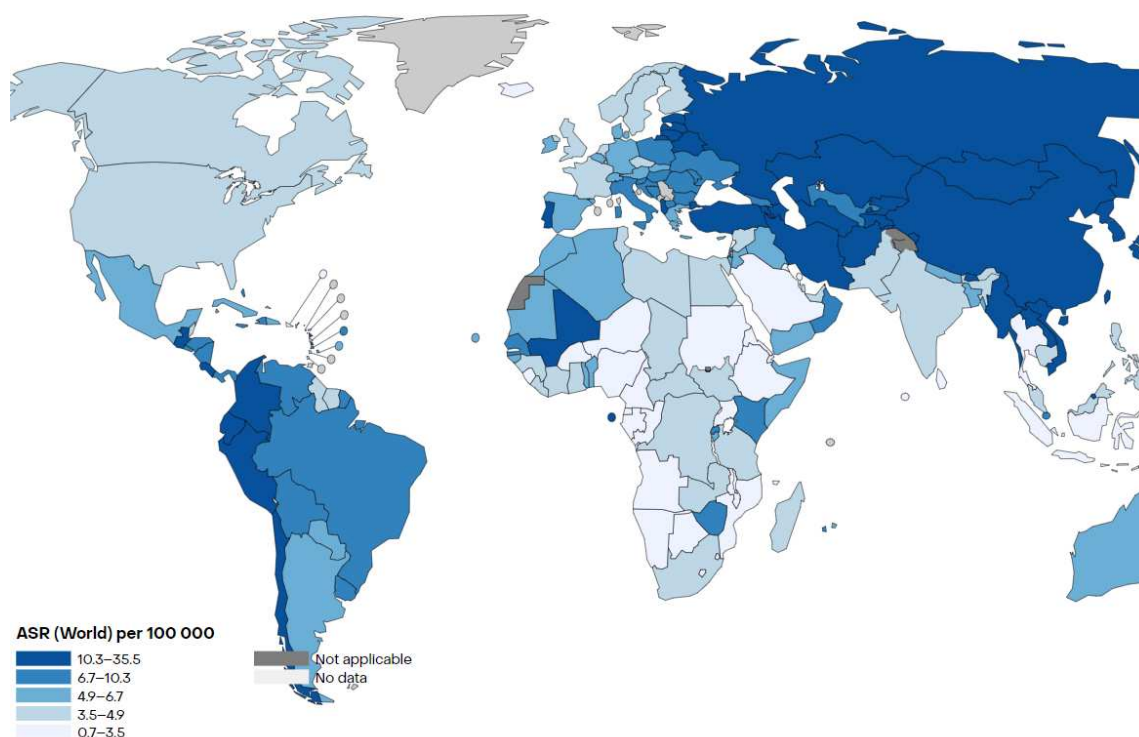 ASR (World) per 100 000
10.3–35.5
6.7–10.3
4.9–6.7
3.5–4.9
0.7–3.5
Not applicable
No data